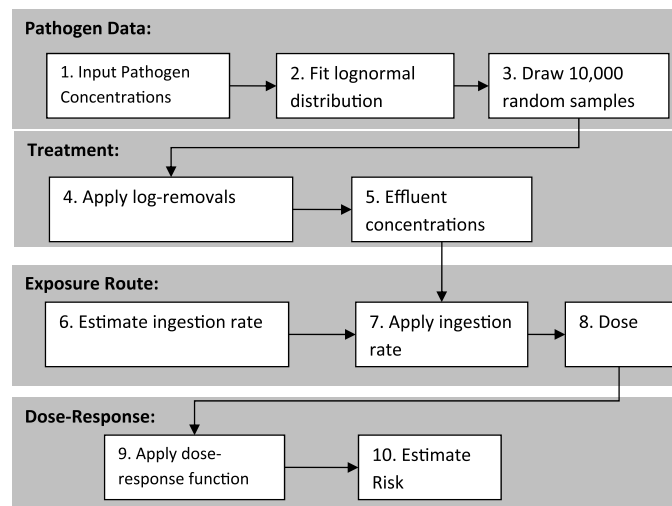 Pathogen Data:
1. Input Pathogen
Concentrations
2. Fit lognormal
distribution
3. Draw 10,000
random samples
Treatment:
4. Apply log-removals
5. Effluent
concentrations
Exposure Route:
6. Estimate ingestion rate
7. Apply ingestion
rate
8. Dose
Dose-Response:
9. Apply dose-
response function
10. Estimate
Risk